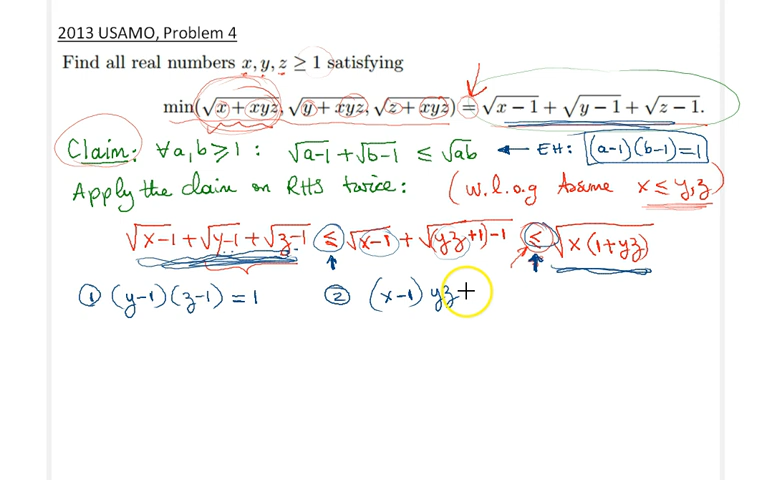 2013 USAMO, Problem 4
Find all real numbers x, y, z ≥ 1 satisfying
min(√(x + xyz), √(y + xyz), √(z + xyz)) = √(x − 1) + √(y − 1) + √(z − 1).
Claim: ∀a,b ≥ 1 : √(a-1) + √(b-1) ≤ √(ab) ← EH: (a-1)(b-1)=1
Apply the claim on RHS twice: (w.l.o.g Assume x ≤ y,z)
√(x-1) + √(y-1) + √(z-1) ≤ √(x-1) + √((yz+1)-1) ≤ √(x(1+yz))
① (y-1)(z-1) = 1 ② (x-1) yz